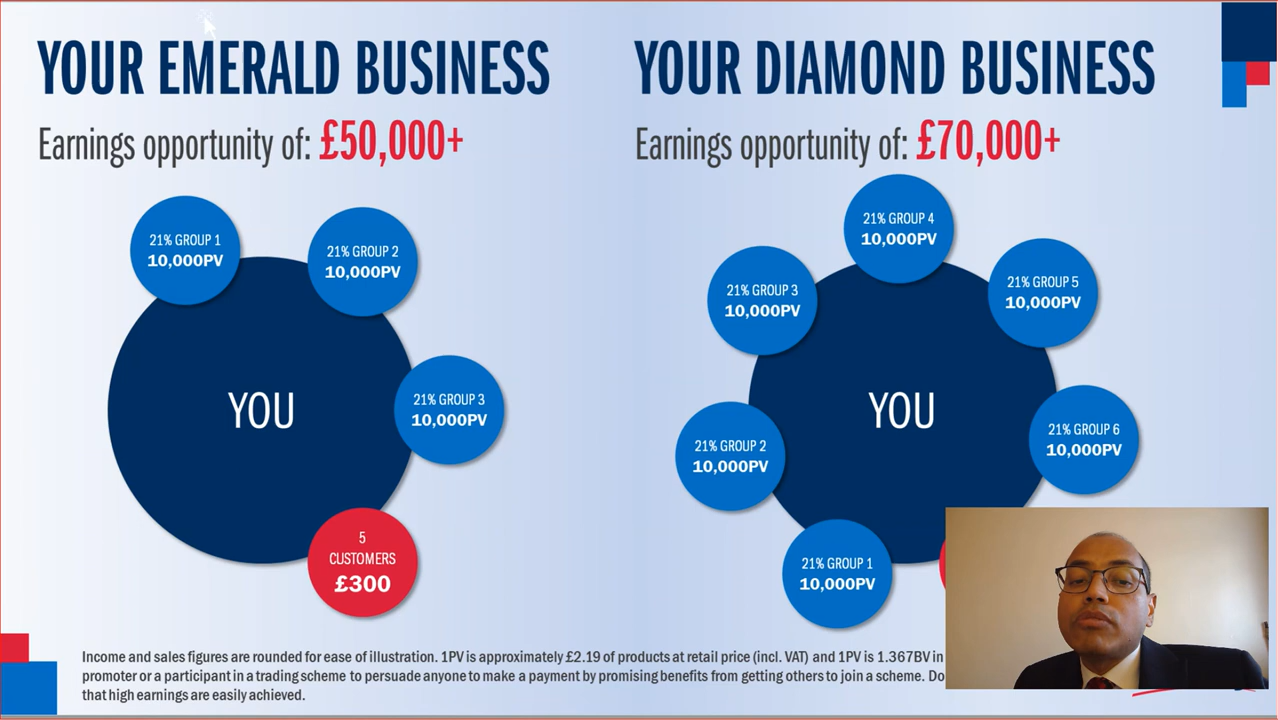 YOUR EMERALD BUSINESS
Earnings opportunity of: £50,000+
21% GROUP 1
10,000PV
21% GROUP 2
10,000PV
21% GROUP 3
10,000PV
YOU
5
CUSTOMERS
£300
YOUR DIAMOND BUSINESS
Earnings opportunity of: £70,000+
21% GROUP 4
10,000PV
21% GROUP 3
10,000PV
21% GROUP 5
10,000PV
YOU
21% GROUP 2
10,000PV
21% GROUP 6
10,000PV
21% GROUP 1
10,000PV
Income and sales figures are rounded for ease of illustration. 1PV is approximately £2.19 of products at retail price (incl. VAT) and 1PV is 1.367BV in
promoter or a participant in a trading scheme to persuade anyone to make a payment by promising benefits from getting others to join a scheme. Do
that high earnings are easily achieved.